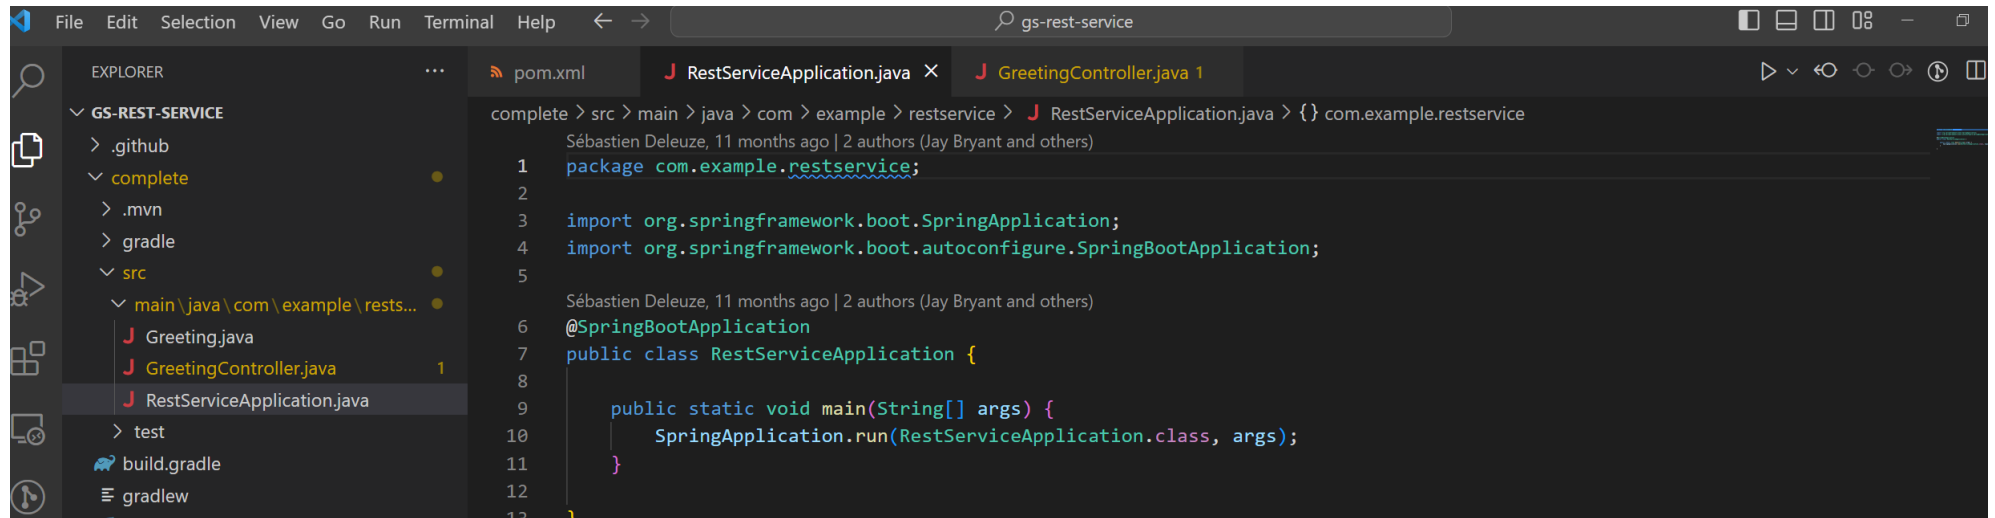 File Edit Selection View Go Run Terminal Help
gs-rest-service
EXPLORER
GS-REST-SERVICE
.github
complete
.mvn
gradle
src
main\java\com\example\rests...
Greeting.java
GreetingController.java 1
RestServiceApplication.java
test
build.gradle
gradlew
pom.xml
RestServiceApplication.java
GreetingController.java 1
complete > src > main > java > com > example > restservice > J RestServiceApplication.java > {} com.example.restservice
Sébastien Deleuze, 11 months ago | 2 authors (Jay Bryant and others)
1 package com.example.restservice;
2
3 import org.springframework.boot.SpringApplication;
4 import org.springframework.boot.autoconfigure.SpringBootApplication;
5
Sébastien Deleuze, 11 months ago | 2 authors (Jay Bryant and others)
6 @SpringBootApplication
7 public class RestServiceApplication {
8
9 public static void main(String[] args) {
10 SpringApplication.run(RestServiceApplication.class, args);
11 }
12
13 }